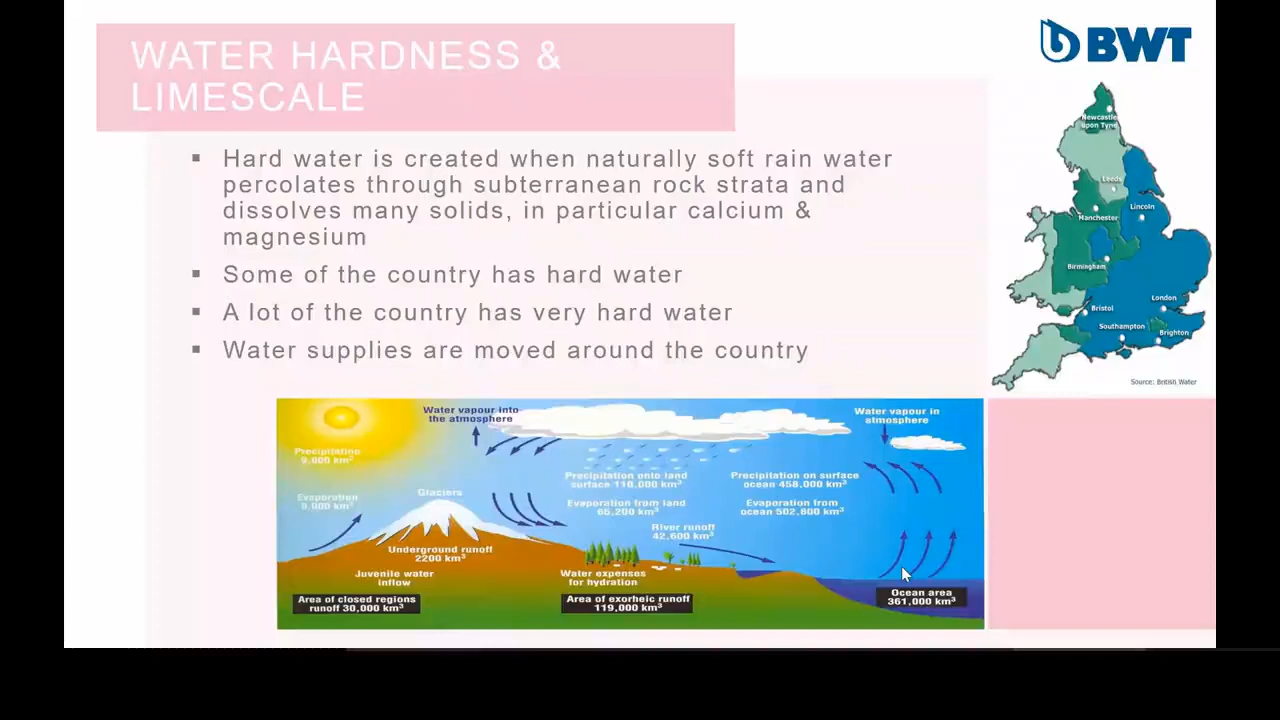 WATER HARDNESS &
LIMESCALE
BWT
Hard water is created when naturally soft rain water
percolates through subterranean rock strata and
dissolves many solids, in particular calcium &
magnesium
Some of the country has hard water
A lot of the country has very hard water
Water supplies are moved around the country
Newcastle
upon Tyne
Leeds
Manchester
Lincoln
Birmingham
London
Bristol
Southampton
Brighton
Source: British Water
Water vapour into
the atmosphere
Water vapour in
atmosphere
Precipitation
9,000 km³
Precipitation onto land
surface 110,000 km³
Precipitation on surface
ocean 458,000 km³
Evaporation
9,000 km³
Glaciers
Evaporation from land
65,200 km³
Evaporation from
ocean 502,800 km³
River runoff
42,600 km³
Underground runoff
2200 km³
Juvenile water
inflow
Water expenses
for hydration
Area of closed regions
runoff 30,000 km³
Area of exorheic runoff
119,000 km³
Ocean area
361,000 km³